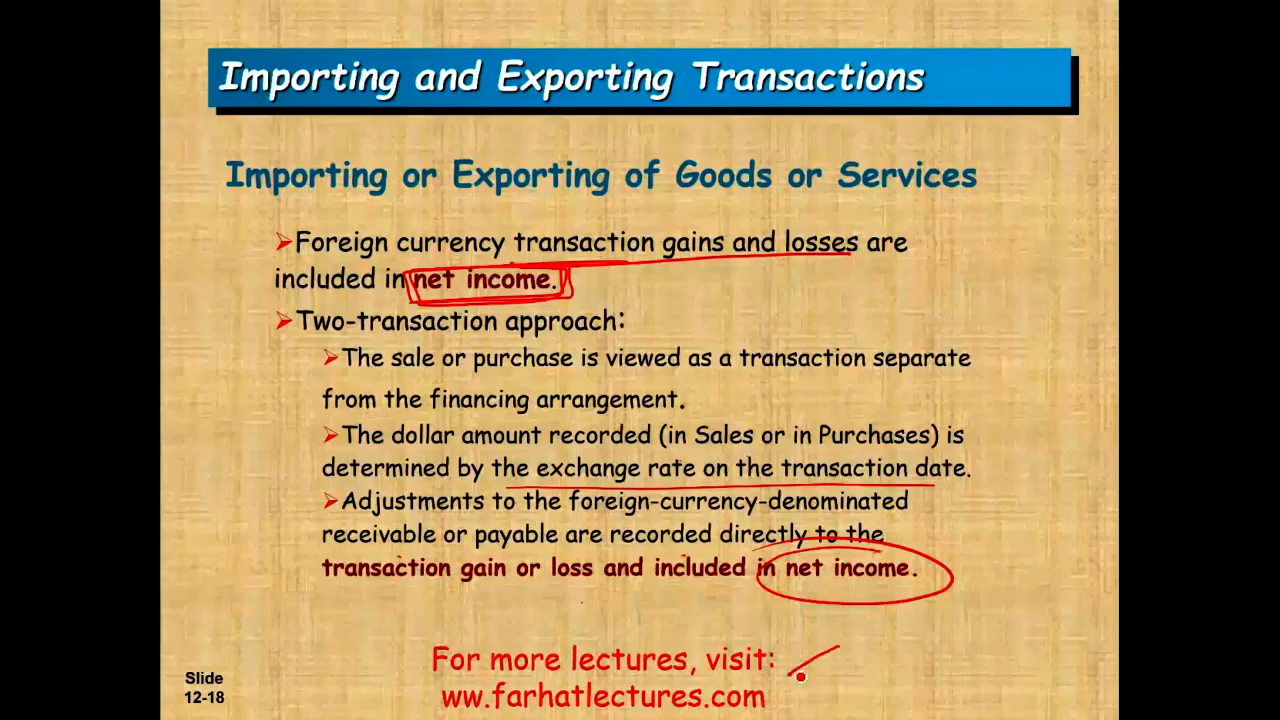 Importing and Exporting Transactions
Importing or Exporting of Goods or Services
Foreign currency transaction gains and losses are
included in net income.
Two-transaction approach:
The sale or purchase is viewed as a transaction separate
from the financing arrangement.
The dollar amount recorded (in Sales or in Purchases) is
determined by the exchange rate on the transaction date.
Adjustments to the foreign-currency-denominated
receivable or payable are recorded directly to the
transaction gain or loss and included in net income.
For more lectures, visit:
www.farhatlectures.com
Slide
12-18